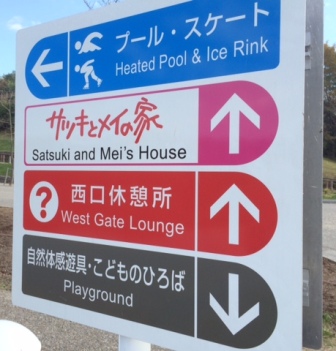 プール・スケート
Heated Pool & Ice Rink
サツキとメイの家
Satsuki and Mei's House
?
西口休憩所
West Gate Lounge
自然体感遊具・こどものひろば
Playground